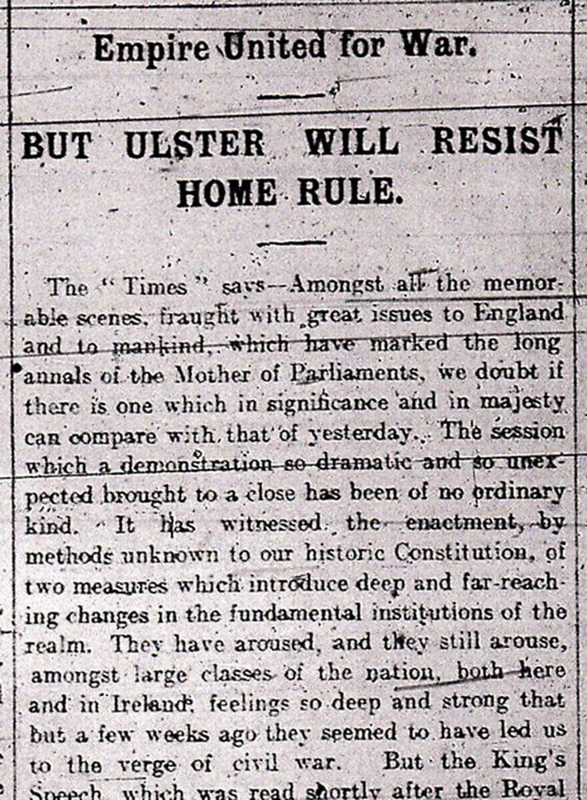 Empire United for War.
BUT ULSTER WILL RESIST
HOME RULE.
The "Times" says—Amongst all the memor-
able scenes, fraught with great issues to England
and to mankind, which have marked the long
annals of the Mother of Parliaments, we doubt if
there is one which in significance and in majesty
can compare with that of yesterday. The session
which a demonstration so dramatic and so unex-
pected brought to a close has been of no ordinary
kind. It has witnessed the enactment, by
methods unknown to our historic Constitution, of
two measures which introduce deep and far-reach-
ing changes in the fundamental institutions of the
realm. They have aroused, and they still arouse,
amongst large classes of the nation, both here
and in Ireland, feelings so deep and strong that
but a few weeks ago they seemed to have led us
to the verge of civil war. But the King's
Speech, which was read shortly after the Royal